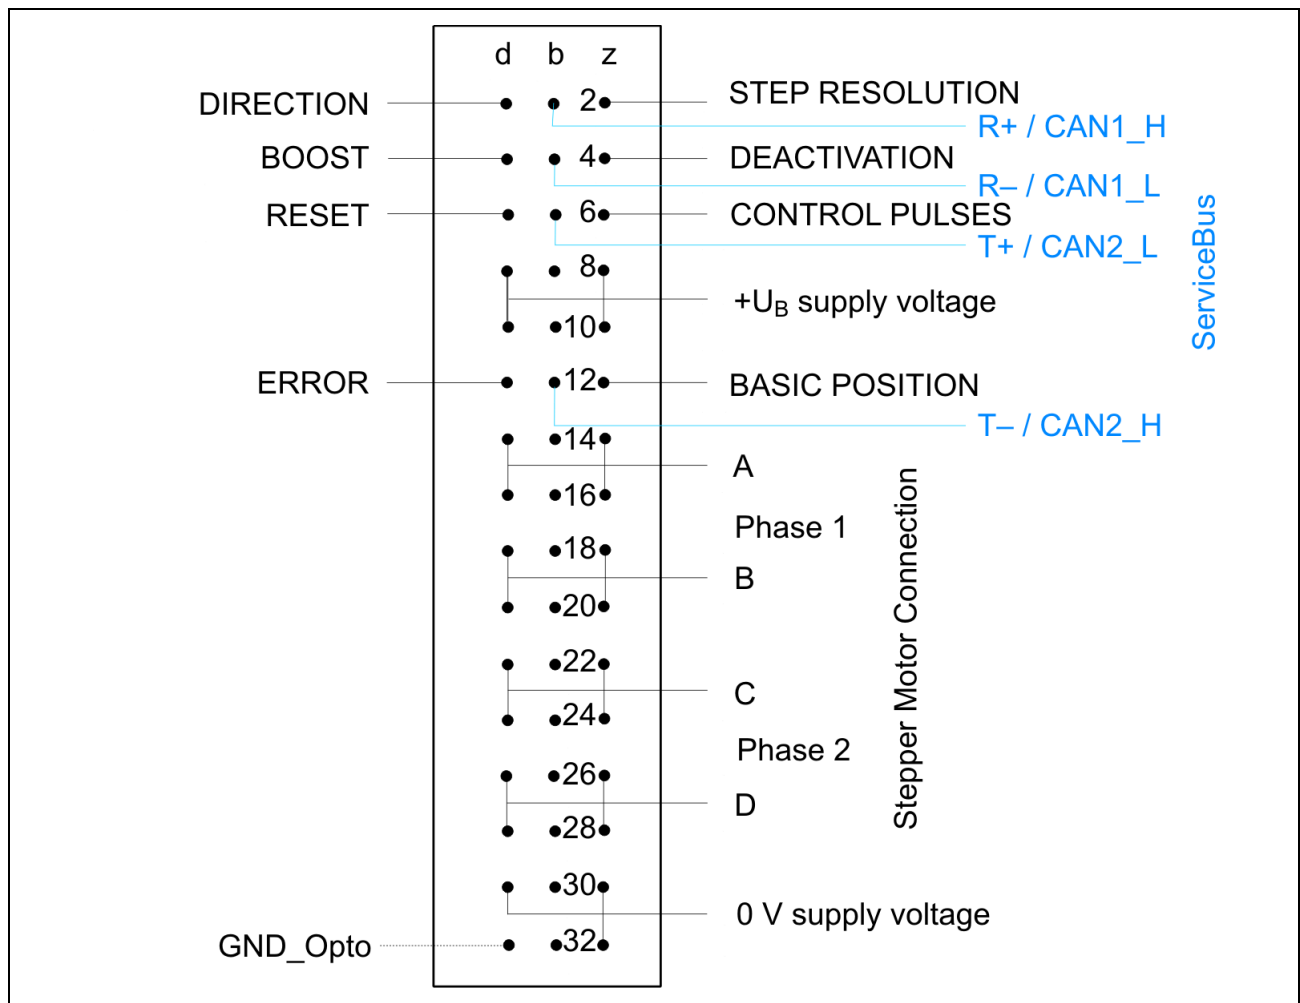 d b z
DIRECTION 2 STEP RESOLUTION
R+ / CAN1_H
BOOST 4 DEACTIVATION
R– / CAN1_L
RESET 6 CONTROL PULSES
T+ / CAN2_L
ServiceBus
8
+UB supply voltage
10
ERROR 12 BASIC POSITION
T– / CAN2_H
14
A
16
Phase 1
18
B
20
Stepper Motor Connection
22
C
24
Phase 2
26
D
28
30
0 V supply voltage
GND_Opto 32